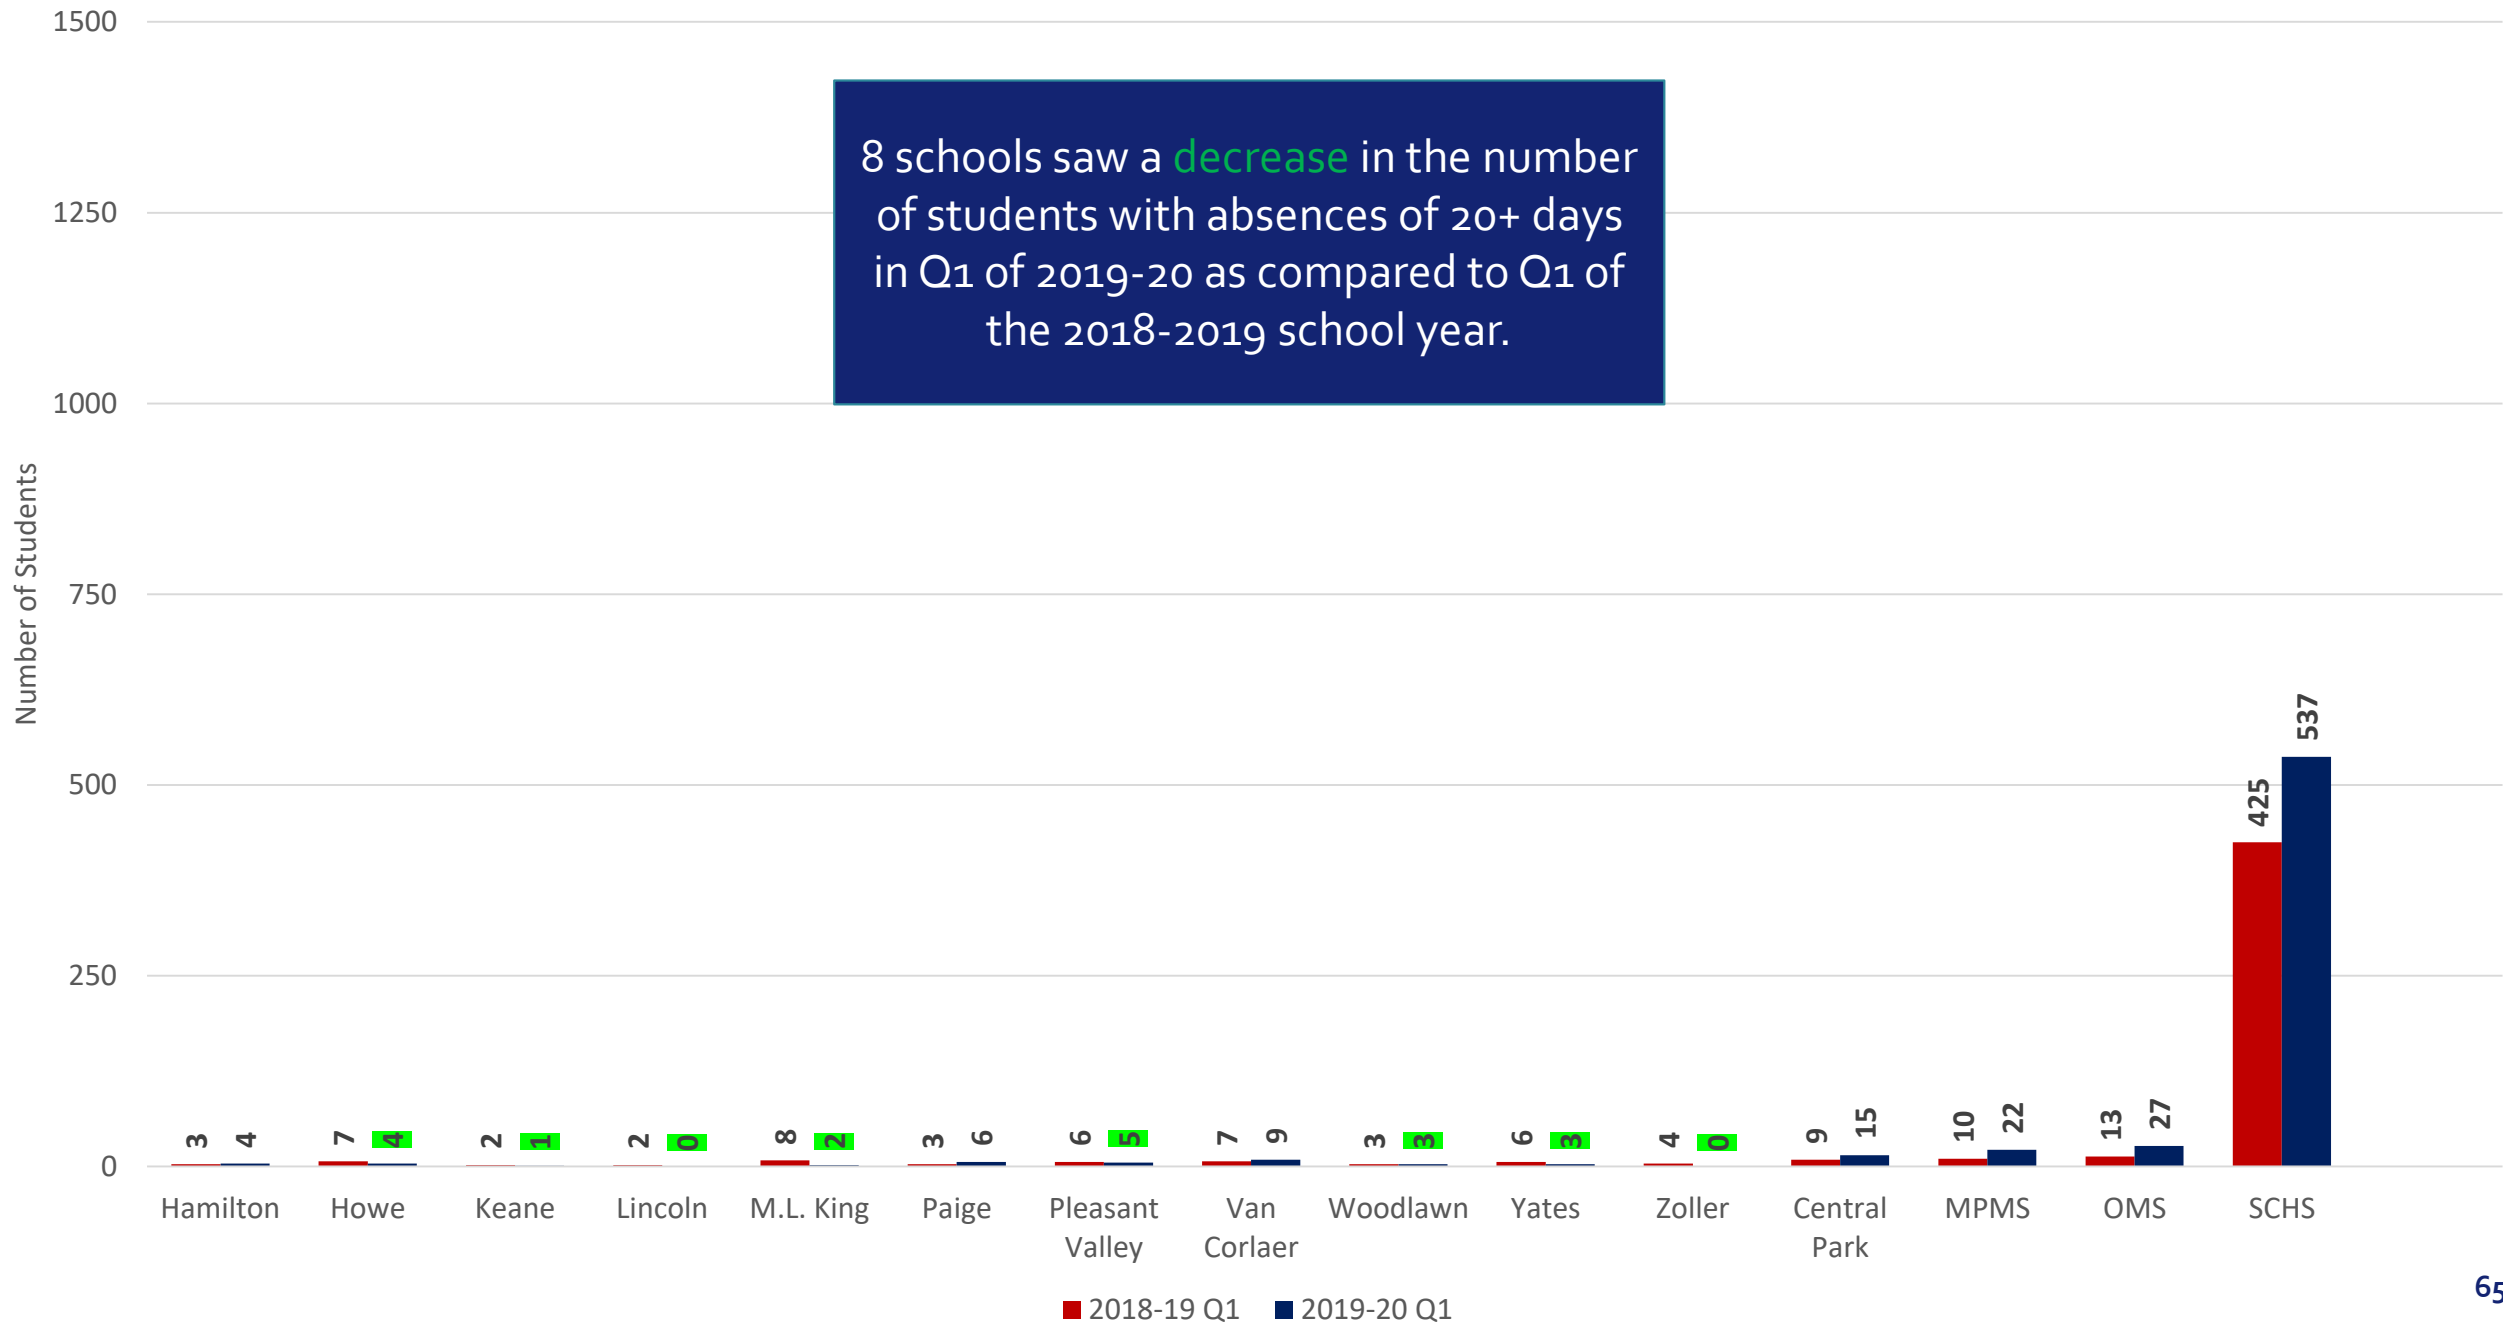 1500
8 schools saw a decrease in the number
of students with absences of 20+ days
in Q1 of 2019-20 as compared to Q1 of
the 2018-2019 school year.
1250
1000
750
500
250
0
Number of Students
3 4 7 4 2 1 2 0 8 2 3 6 6 5 7 9 3 3 6 3 4 0 9 15 10 22 13 27 425 537
Hamilton Howe Keane Lincoln M.L. King Paige Pleasant Van Woodlawn Yates Zoller Central MPMS OMS SCHS
Valley Corlaer Park
2018-19 Q1 2019-20 Q1
65